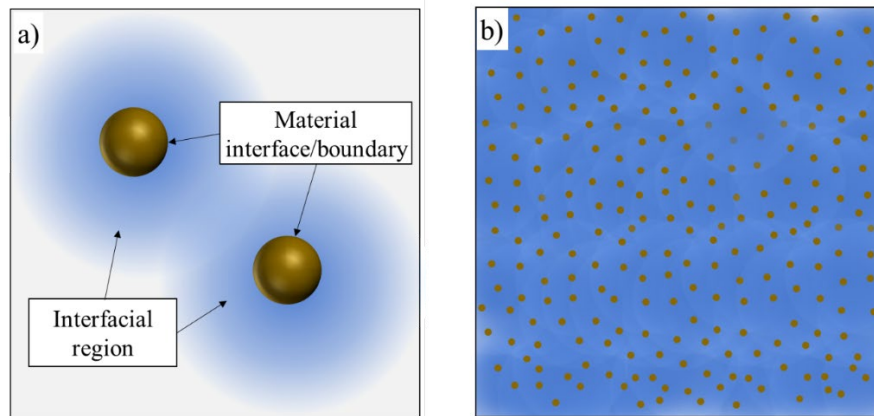 a)
Material
interface/boundary
Interfacial
region
b)